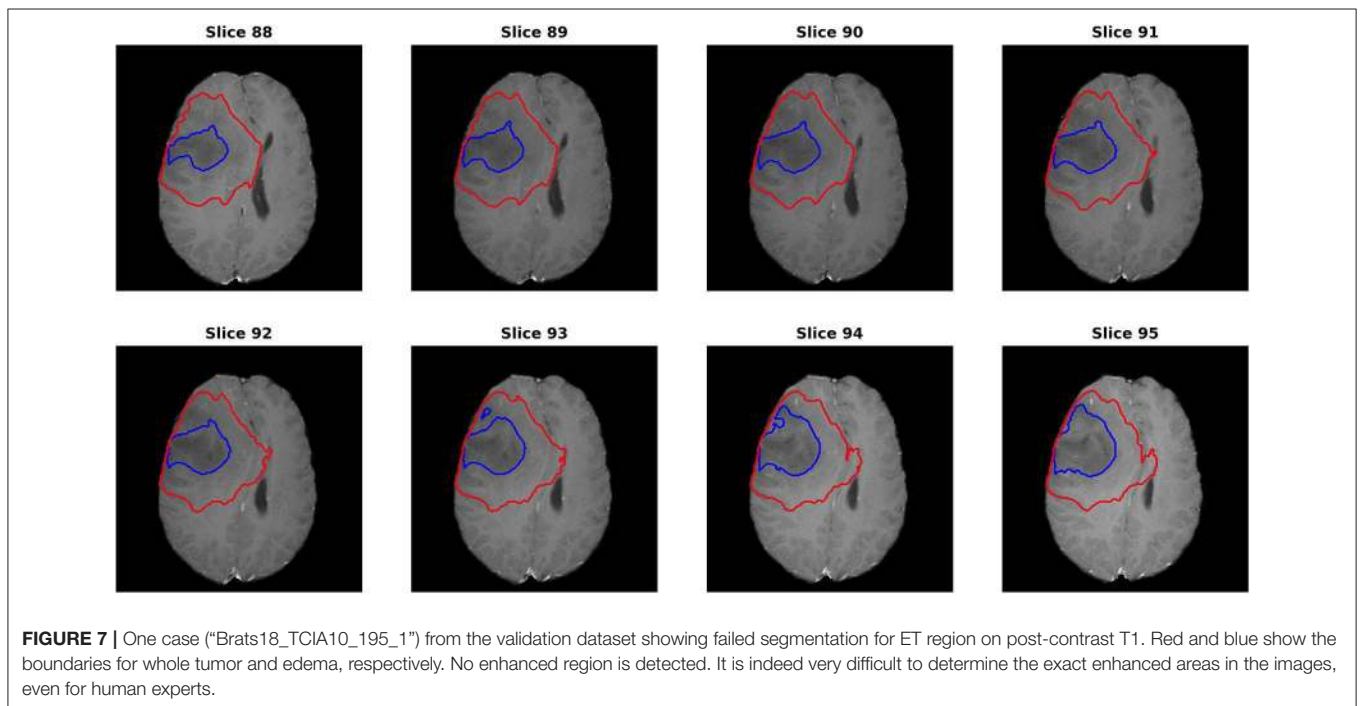 Slice 88 Slice 89 Slice 90 Slice 91
Slice 92 Slice 93 Slice 94 Slice 95
FIGURE 7 | One case (“Brats18_TCIA10_195_1”) from the validation dataset showing failed segmentation for ET region on post-contrast T1. Red and blue show the
boundaries for whole tumor and edema, respectively. No enhanced region is detected. It is indeed very difficult to determine the exact enhanced areas in the images,
even for human experts.